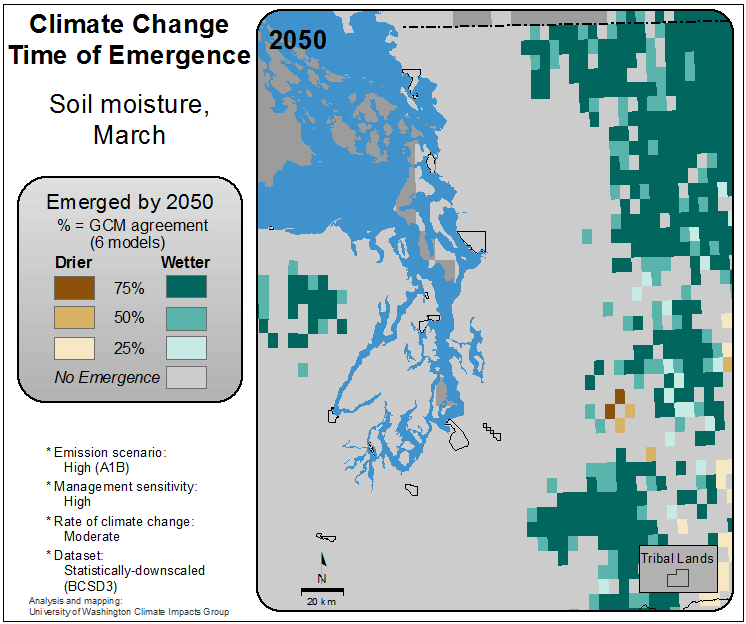 Climate Change
Time of Emergence
Soil moisture,
March
Emerged by 2050
% = GCM agreement
(6 models)
Drier Wetter
75%
50%
25%
No Emergence
* Emission scenario:
High (A1B)
* Management sensitivity:
High
* Rate of climate change:
Moderate
* Dataset:
Statistically-downscaled
(BCSD3)
Analysis and mapping:
University of Washington Climate Impacts Group
2050
N
20 km
Tribal Lands